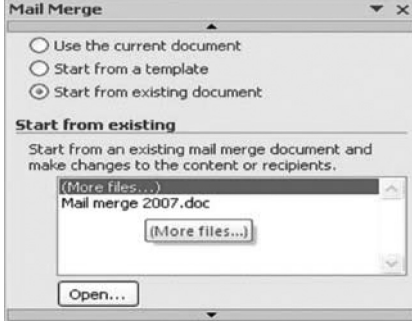 Mail Merge
Use the current document
Start from a template
Start from existing document
Start from existing
Start from an existing mail merge document and
make changes to the content or recipients.
(More files...)
Mail merge 2007.doc
(More files...)
Open...